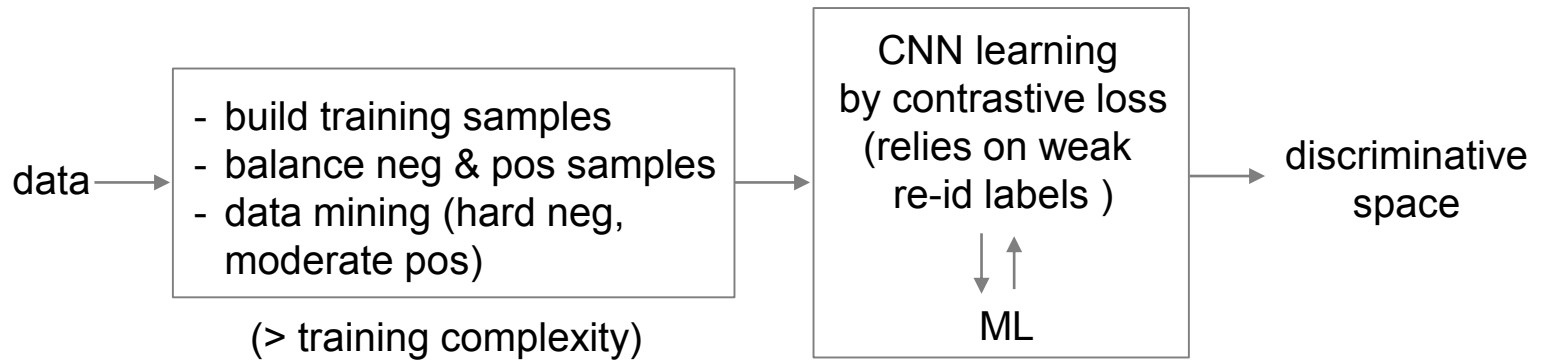 data
- build training samples
- balance neg & pos samples
- data mining (hard neg,
moderate pos)
(> training complexity)
CNN learning
by contrastive loss
(relies on weak
re-id labels )
ML
discriminative
space